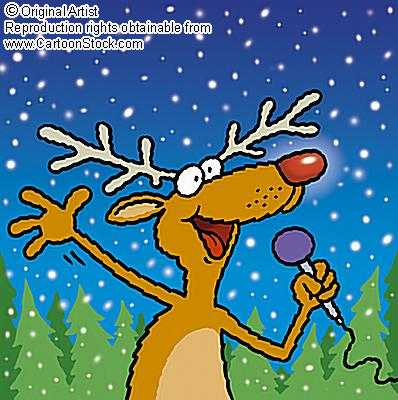 © Original Artist
Reproduction rights obtainable from
www.CartoonStock.com